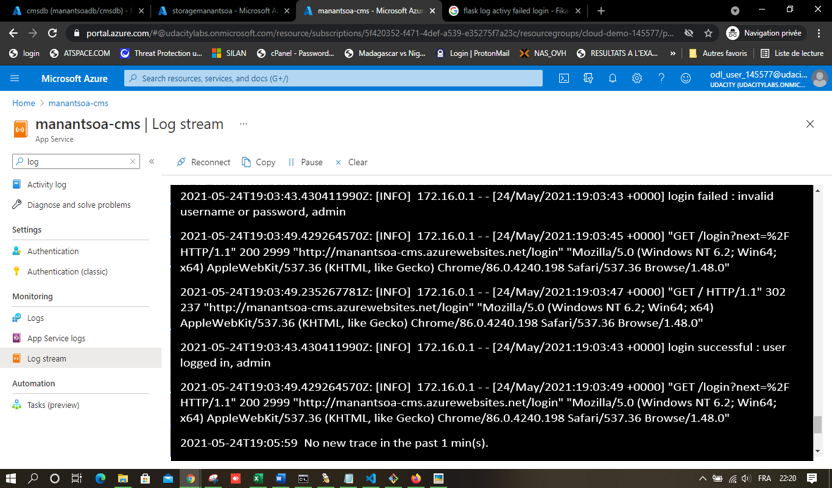 cmsdb (manantsoadb/cmsdb) - M
storagemanantsoa - Microsoft A
manantsoa-cms - Microsoft Azur
flask log activy failed login - Fika
portal.azure.com/#@udacitylabs.onmicrosoft.com/resource/subscriptions/5f420352-f471-4def-a539-e35275f7a23c/resourcegroups/cloud-demo-145577/p...
Navigation privée
login
ATSPACE.COM
Threat Protection u...
SILAN
cPanel - Password...
Madagascar vs Nig...
Login | ProtonMail
NAS_OVH
RESULTATS A L'EXA...
»
Autres favoris
Liste de lecture
Microsoft Azure
Search resources, services, and docs (G+/)
odl_user_145577@udaci...
UDACITY (UDACITYLABS.ONMIC...
Home > manantsoa-cms
manantsoa-cms | Log stream ...
App Service
log
Reconnect
Copy
Pause
Clear
Activity log
Diagnose and solve problems
Settings
Authentication
Authentication (classic)
Monitoring
Logs
App Service logs
Log stream
Automation
Tasks (preview)
2021-05-24T19:03:43.430411990Z: [INFO] 172.16.0.1 - - [24/May/2021:19:03:43 +0000] login failed : invalid
username or password, admin
2021-05-24T19:03:49.429264570Z: [INFO] 172.16.0.1 - - [24/May/2021:19:03:45 +0000] "GET /login?next=%2F
HTTP/1.1" 200 2999 "http://manantsoa-cms.azurewebsites.net/login" "Mozilla/5.0 (Windows NT 6.2; Win64;
x64) AppleWebKit/537.36 (KHTML, like Gecko) Chrome/86.0.4240.198 Safari/537.36 Browse/1.48.0"
2021-05-24T19:03:49.235267781Z: [INFO] 172.16.0.1 - - [24/May/2021:19:03:47 +0000] "GET / HTTP/1.1" 302
237 "http://manantsoa-cms.azurewebsites.net/login" "Mozilla/5.0 (Windows NT 6.2; Win64; x64)
AppleWebKit/537.36 (KHTML, like Gecko) Chrome/86.0.4240.198 Safari/537.36 Browse/1.48.0"
2021-05-24T19:03:43.430411990Z: [INFO] 172.16.0.1 - - [24/May/2021:19:03:43 +0000] login successful : user
logged in, admin
2021-05-24T19:03:49.429264570Z: [INFO] 172.16.0.1 - - [24/May/2021:19:03:49 +0000] "GET /login?next=%2F
HTTP/1.1" 200 2999 "http://manantsoa-cms.azurewebsites.net/login" "Mozilla/5.0 (Windows NT 6.2; Win64;
x64) AppleWebKit/537.36 (KHTML, like Gecko) Chrome/86.0.4240.198 Safari/537.36 Browse/1.48.0"
2021-05-24T19:05:59 No new trace in the past 1 min(s).
FRA
22:20